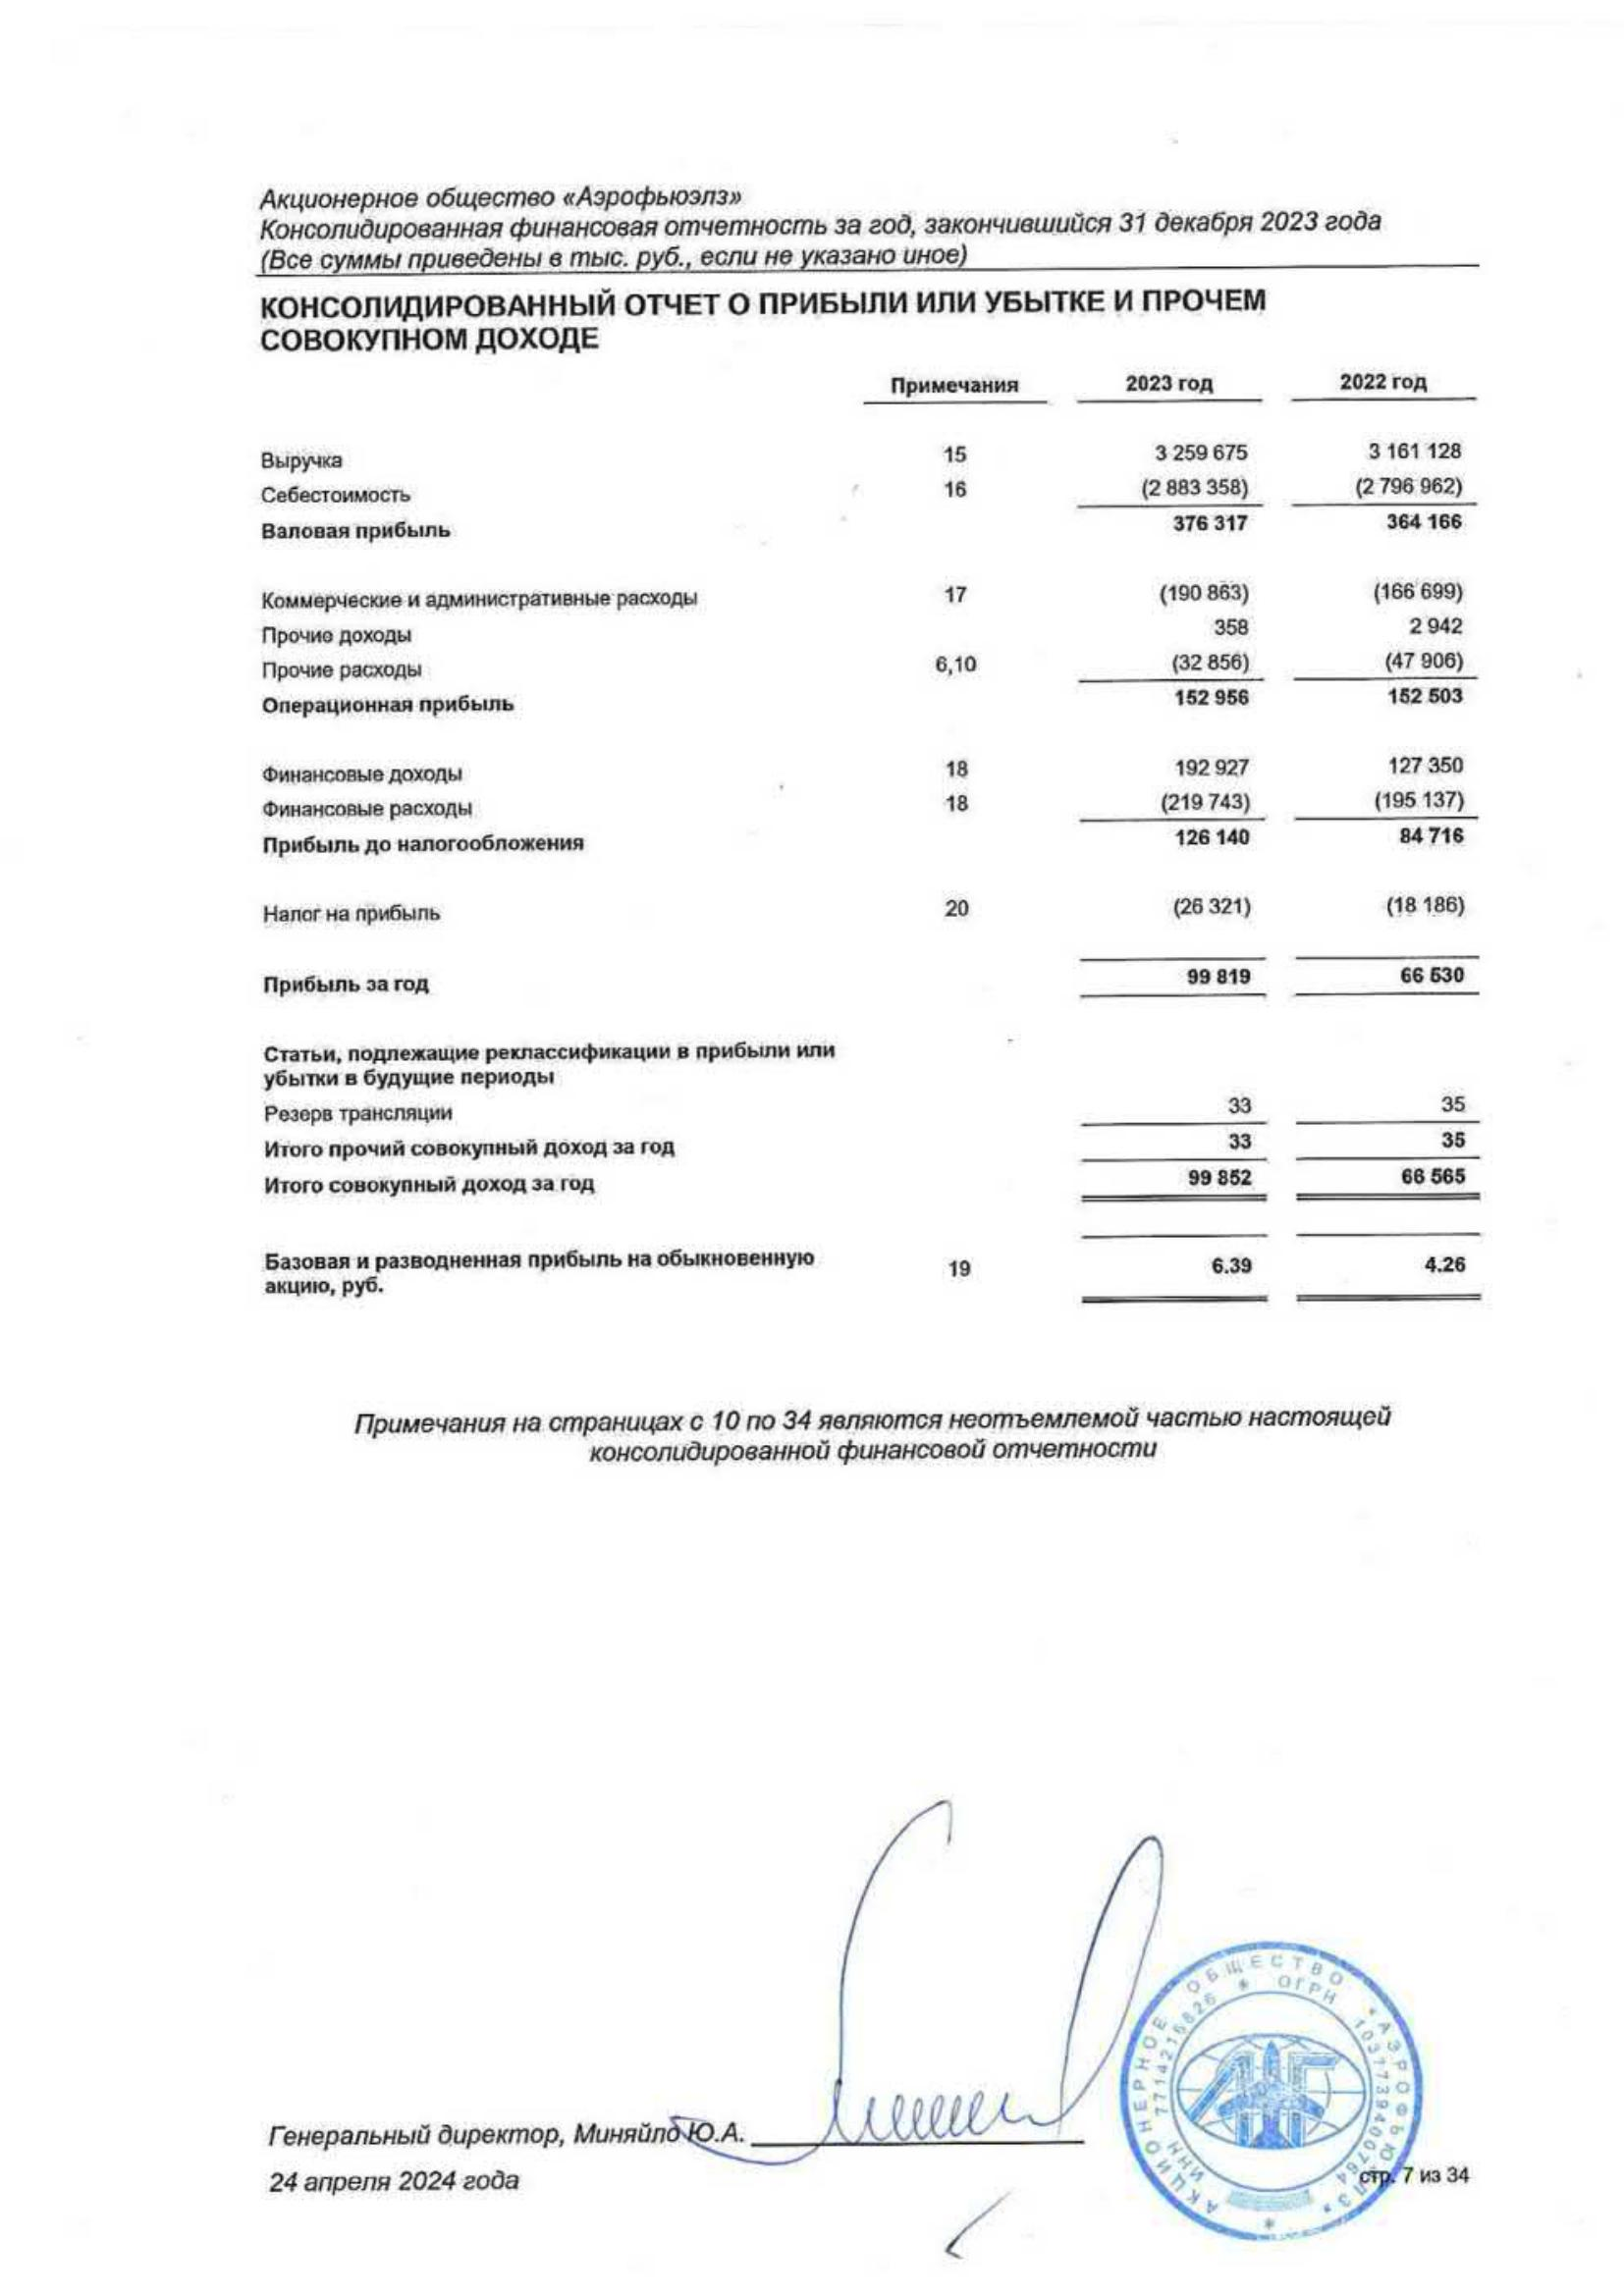 Акционерное общество «Аэрофьюэлз»
Консолидированная финансовая отчетность за год, закончившийся 31 декабря 2023 года
(Все суммы приведены в тыс. руб., если не указано иное)
КОНСОЛИДИРОВАННЫЙ ОТЧЕТ О ПРИБЫЛИ ИЛИ УБЫТКЕ И ПРОЧЕМ
СОВОКУПНОМ ДОХОДЕ
Примечания 2023 год 2022 год
Выручка 15 3 259 675 3 161 128
Себестоимость 16 (2 883 358) (2 796 962)
Валовая прибыль 376 317 364 166
Коммерческие и административные расходы 17 (190 863) (166 699)
Прочие доходы 358 2 942
Прочие расходы 6,10 (32 856) (47 906)
Операционная прибыль 152 956 152 503
Финансовые доходы 18 192 927 127 350
Финансовые расходы 18 (219 743) (195 137)
Прибыль до налогообложения 126 140 84 716
Налог на прибыль 20 (26 321) (18 186)
Прибыль за год 99 819 66 530
Статьи, подлежащие реклассификации в прибыли или
убытки в будущие периоды
Резерв трансляции 33 35
Итого прочий совокупный доход за год 33 35
Итого совокупный доход за год 99 852 66 565
Базовая и разводненная прибыль на обыкновенную
акцию, руб. 19 6.39 4.26
Примечания на страницах с 10 по 34 являются неотъемлемой частью настоящей
консолидированной финансовой отчетности
Генеральный директор, Миняйло Ю.А.
24 апреля 2024 года
стр. 7 из 34
АКЦИОНЕРНОЕ ОБЩЕСТВО «АЭРОФЬЮЭЛЗ»
ИНН 7714216826 * ОГРН 1037739400784